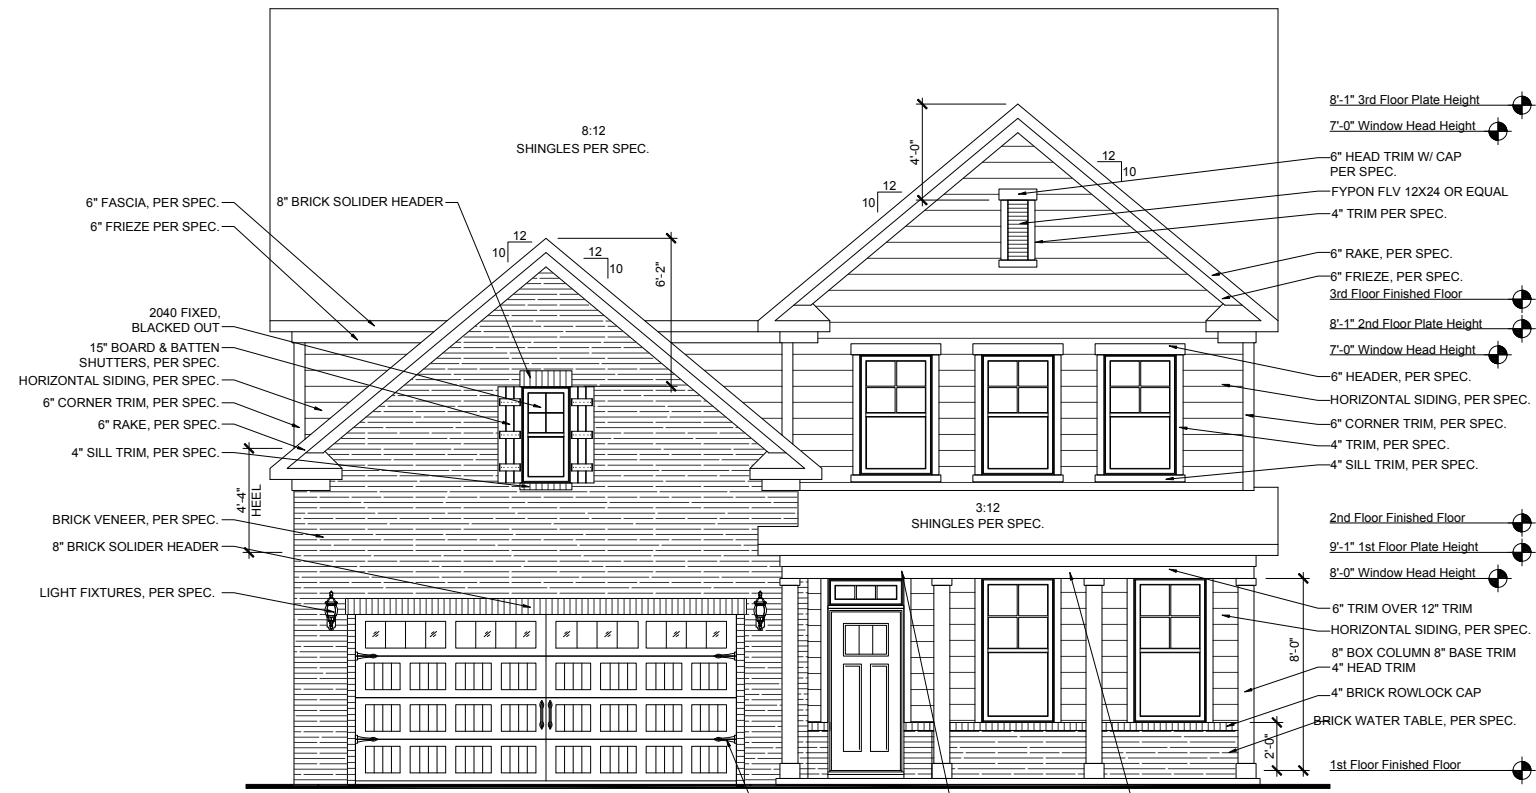 8:12
SHINGLES PER SPEC.
6" FASCIA, PER SPEC.
6" FRIEZE PER SPEC.
8" BRICK SOLIDER HEADER
12
10
12
10
6'-2"
2040 FIXED,
BLACKED OUT
15" BOARD & BATTEN
SHUTTERS, PER SPEC.
HORIZONTAL SIDING, PER SPEC.
6" CORNER TRIM, PER SPEC.
6" RAKE, PER SPEC.
4" SILL TRIM, PER SPEC.
4'-4"
HEEL
BRICK VENEER, PER SPEC.
8" BRICK SOLIDER HEADER
LIGHT FIXTURES, PER SPEC.
4'-0"
12
10
12
10
3:12
SHINGLES PER SPEC.
8'-1" 3rd Floor Plate Height
7'-0" Window Head Height
6" HEAD TRIM W/ CAP
PER SPEC.
FYPON FLV 12X24 OR EQUAL
4" TRIM PER SPEC.
6" RAKE, PER SPEC.
6" FRIEZE, PER SPEC.
3rd Floor Finished Floor
8'-1" 2nd Floor Plate Height
7'-0" Window Head Height
6" HEADER, PER SPEC.
HORIZONTAL SIDING, PER SPEC.
6" CORNER TRIM, PER SPEC.
4" TRIM, PER SPEC.
4" SILL TRIM, PER SPEC.
2nd Floor Finished Floor
9'-1" 1st Floor Plate Height
8'-0" Window Head Height
6" TRIM OVER 12" TRIM
HORIZONTAL SIDING, PER SPEC.
8" BOX COLUMN 8" BASE TRIM
4" HEAD TRIM
4" BRICK ROWLOCK CAP
BRICK WATER TABLE, PER SPEC.
8'-0"
2'-0"
1st Floor Finished Floor